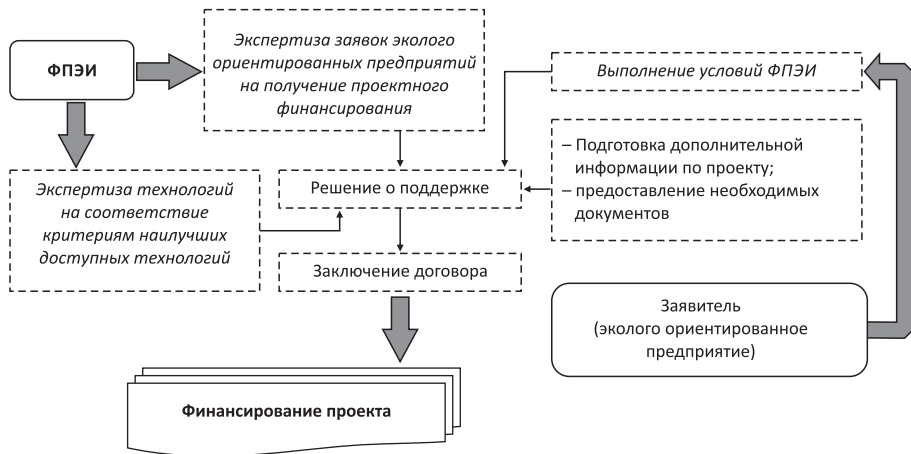 ФПЭИ
Экспертиза заявок эколого
ориентированных предприятий
на получение проектного
финансирования
Выполнение условий ФПЭИ
Экспертиза технологий
на соответствие
критериям наилучших
доступных технологий
Решение о поддержке
– Подготовка дополнительной
информации по проекту;
– предоставление необходимых
документов
Заключение договора
Заявитель
(эколого ориентированное
предприятие)
Финансирование проекта